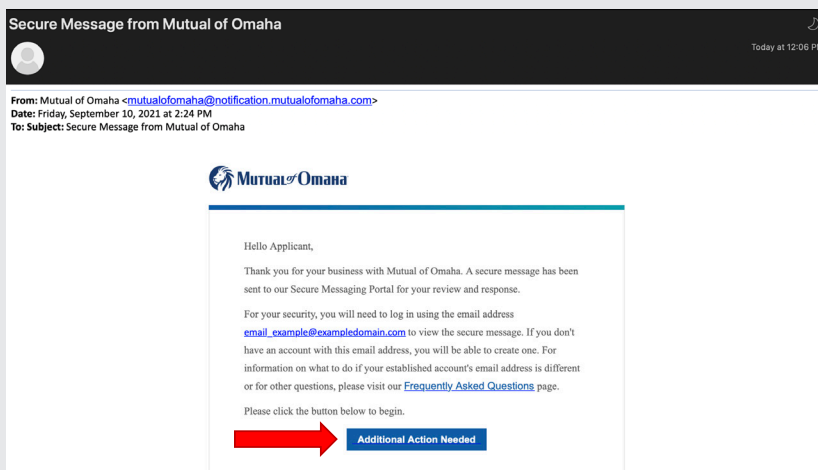 Secure Message from Mutual of Omaha
Today at 12:06 P
From: Mutual of Omaha <mutualofomaha@notification.mutualofomaha.com>
Date: Friday, September 10, 2021 at 2:24 PM
To: Subject: Secure Message from Mutual of Omaha
Mutual of Omaha
Hello Applicant,
Thank you for your business with Mutual of Omaha. A secure message has been
sent to our Secure Messaging Portal for your review and response.
For your security, you will need to log in using the email address
email_example@exampledomain.com to view the secure message. If you don't
have an account with this email address, you will be able to create one. For
information on what to do if your established account's email address is different
or for other questions, please visit our Frequently Asked Questions page.
Please click the button below to begin.
Additional Action Needed